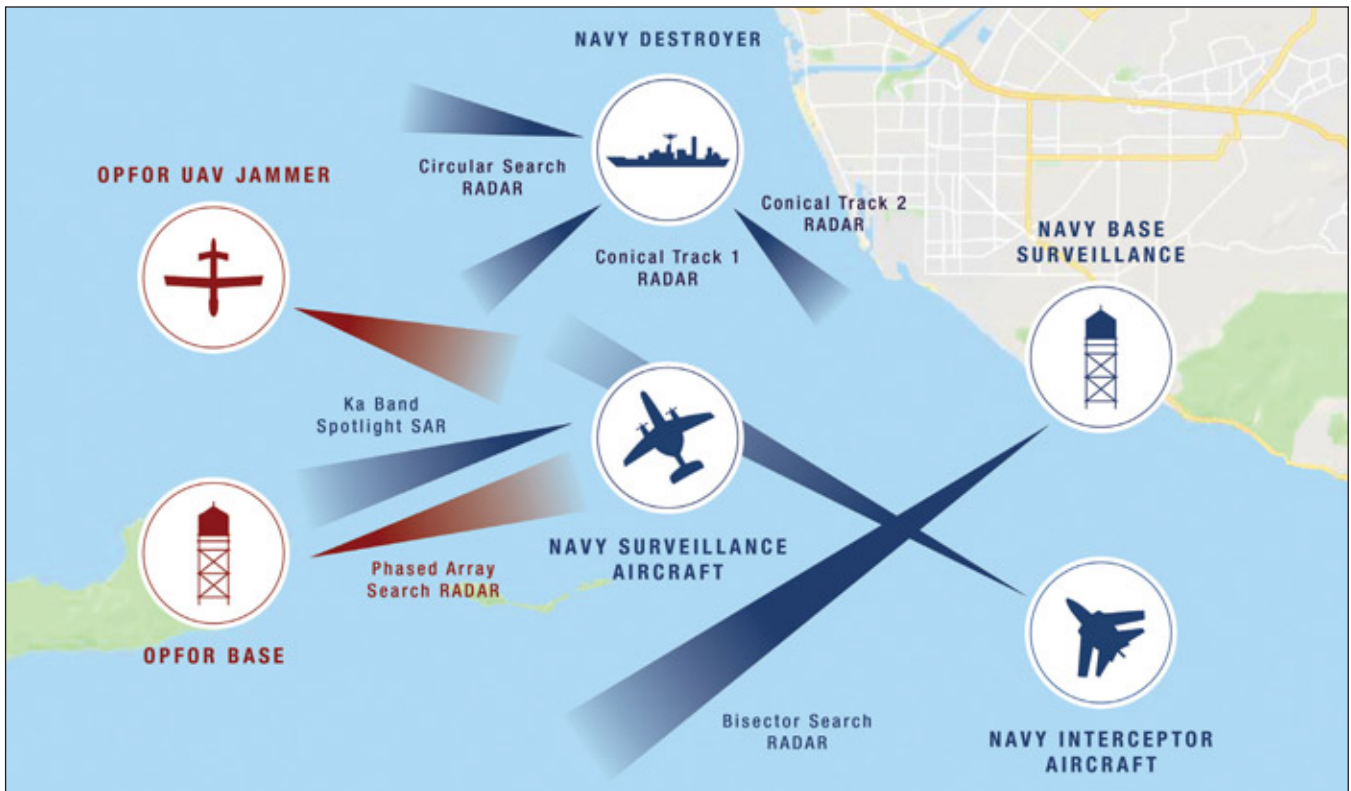 NAVY DESTROYER
Circular Search
RADAR
OPFOR UAV JAMMER
Conical Track 2
RADAR
NAVY BASE
SURVEILLANCE
Conical Track 1
RADAR
Ka Band
Spotlight SAR
NAVY SURVEILLANCE
AIRCRAFT
Phased Array
Search RADAR
OPFOR BASE
Bisector Search
RADAR
NAVY INTERCEPTOR
AIRCRAFT